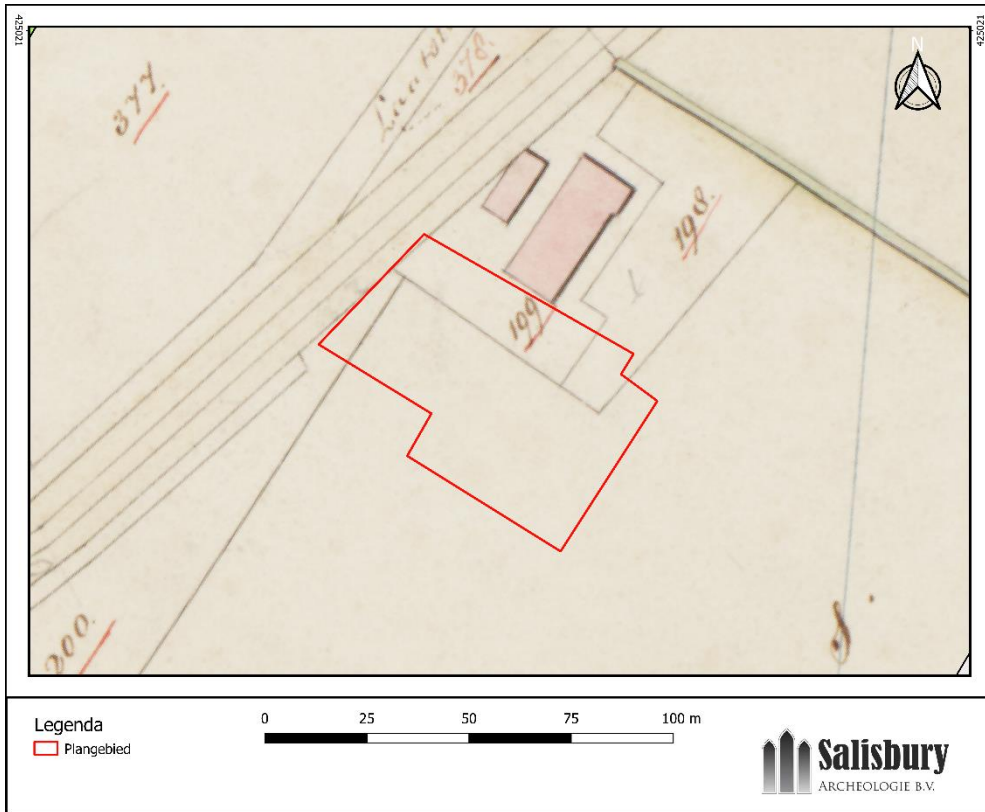 425021
425021
N
377.
378.
198.
199
200.
Legenda
Plangebied
0 25 50 75 100 m
Salisbury
ARCHEOLOGIE B.V.